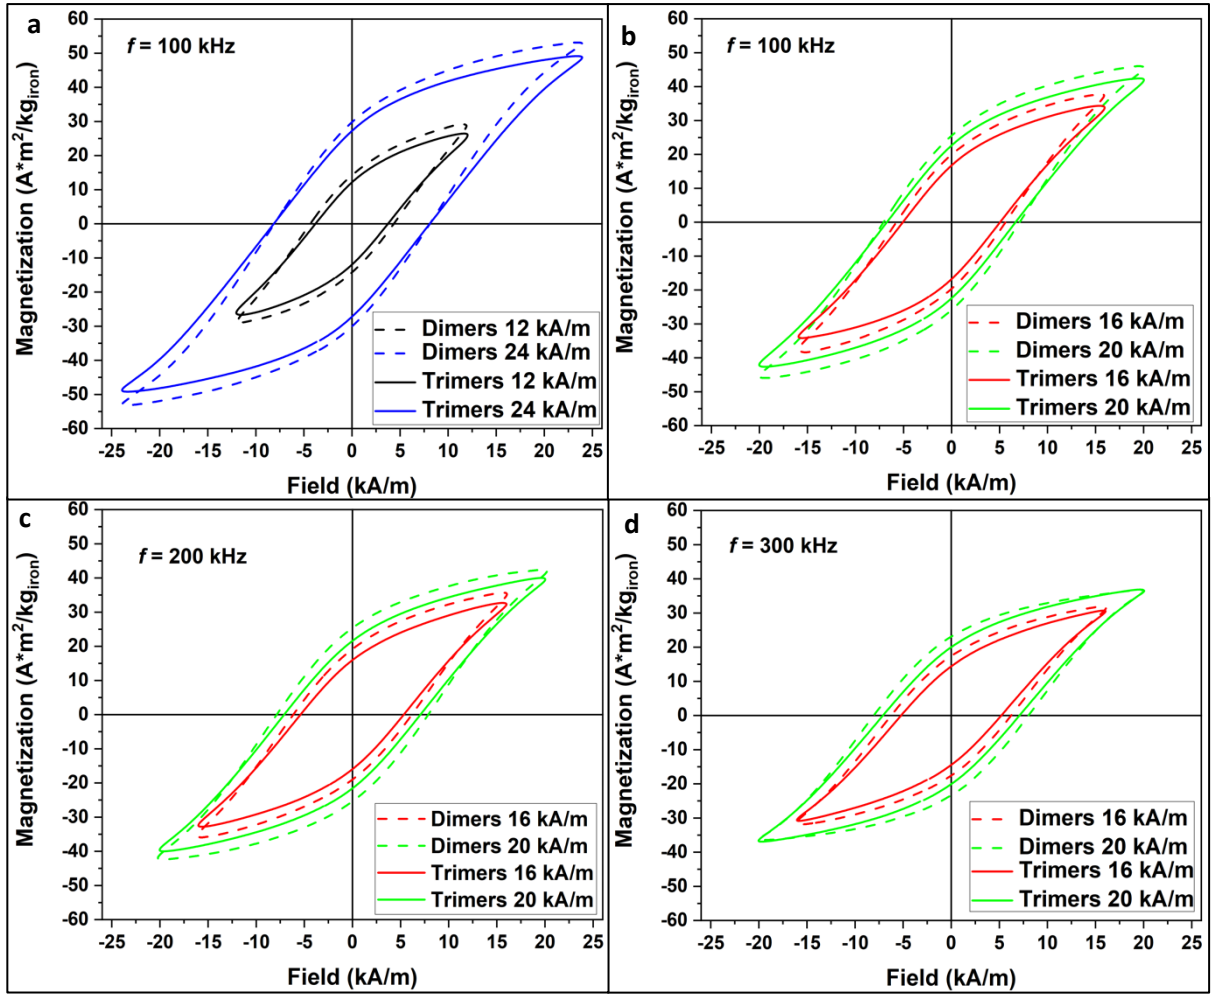 a
f = 100 kHz
Magnetization (A*m²/kg_iron)
60
50
40
30
20
10
0
-10
-20
-30
-40
-50
-60
-25 -20 -15 -10 -5 0 5 10 15 20 25
Field (kA/m)
Dimers 12 kA/m
Dimers 24 kA/m
Trimers 12 kA/m
Trimers 24 kA/m
b
f = 100 kHz
Magnetization (A*m²/kg_iron)
60
50
40
30
20
10
0
-10
-20
-30
-40
-50
-60
-25 -20 -15 -10 -5 0 5 10 15 20 25
Field (kA/m)
Dimers 16 kA/m
Dimers 20 kA/m
Trimers 16 kA/m
Trimers 20 kA/m
c
f = 200 kHz
Magnetization (A*m²/kg_iron)
60
50
40
30
20
10
0
-10
-20
-30
-40
-50
-60
-25 -20 -15 -10 -5 0 5 10 15 20 25
Field (kA/m)
Dimers 16 kA/m
Dimers 20 kA/m
Trimers 16 kA/m
Trimers 20 kA/m
d
f = 300 kHz
Magnetization (A*m²/kg_iron)
60
50
40
30
20
10
0
-10
-20
-30
-40
-50
-60
-25 -20 -15 -10 -5 0 5 10 15 20 25
Field (kA/m)
Dimers 16 kA/m
Dimers 20 kA/m
Trimers 16 kA/m
Trimers 20 kA/m